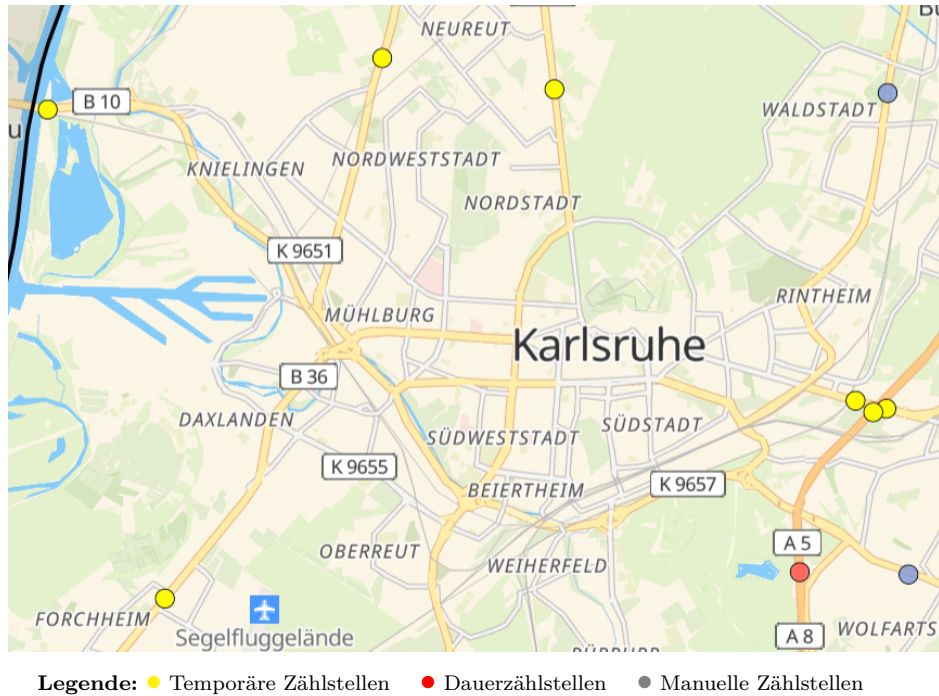 NEUREUT
B 10
WALDSTADT
u
KNIELINGEN
NORDWESTSTADT
NORDSTADT
K 9651
RINTHEIM
MÜHLBURG
Karlsruhe
B 36
DAXLANDEN
SÜDWESTSTADT
SÜDSTADT
K 9655
BEIERTHEIM
K 9657
OBERREUT
A 5
WEIHERFELD
FORCHHEIM
Segelfluggelände
A 8
WOLFARTS
Legende: Temporäre Zählstellen Dauerzählstellen Manuelle Zählstellen